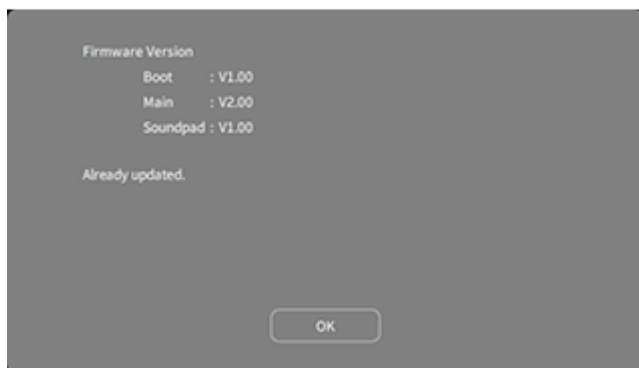 Firmware Version
Boot : V1.00
Main : V2.00
Soundpad : V1.00
Already updated.
OK